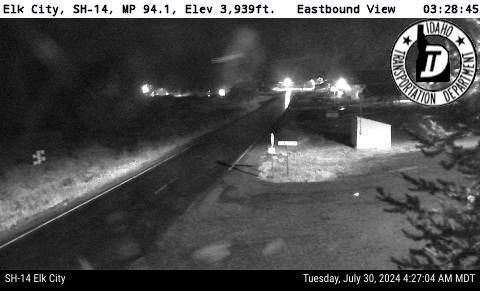 Elk City, SH-14, MP 94.1, Elev 3,939ft. Eastbound View 03:28:45
IDAHO
TRANSPORTATION DEPARTMENT
SH-14 Elk City Tuesday, July 30, 2024 4:27:04 AM MDT